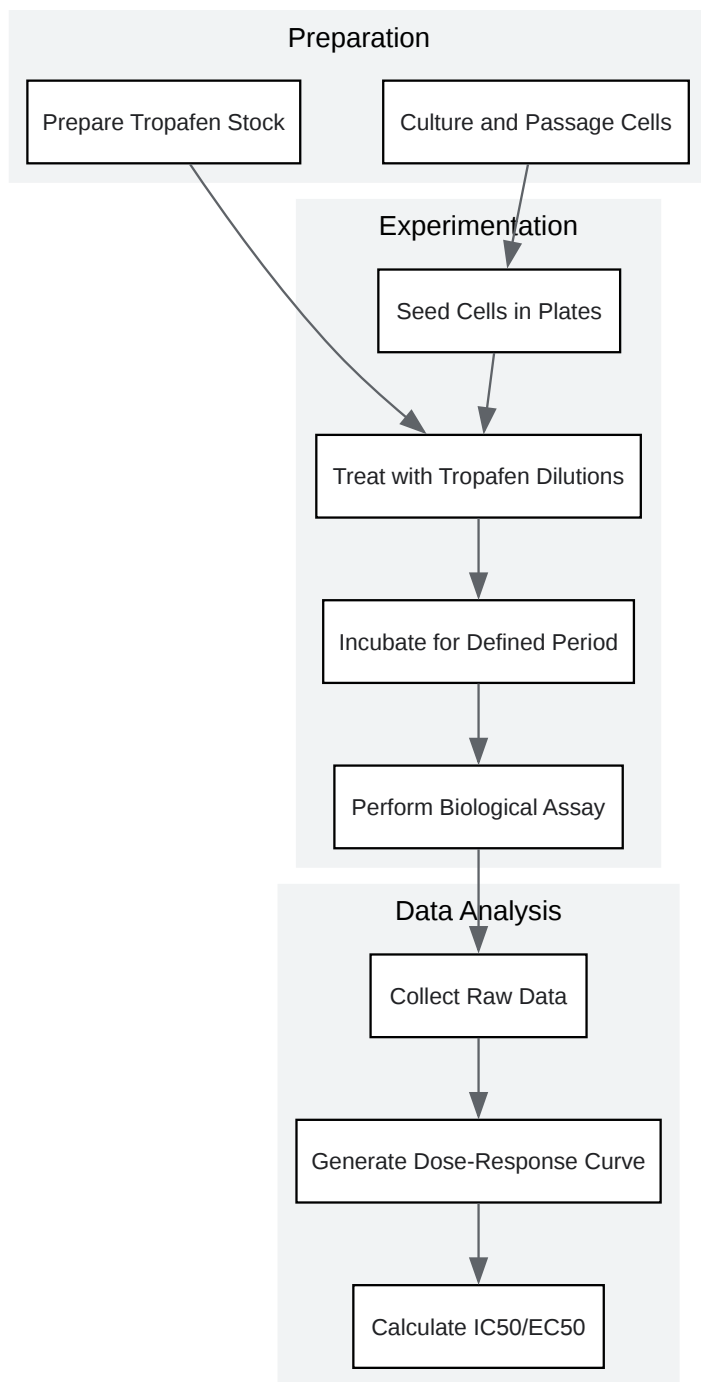 Preparation
Prepare Tropafen Stock
Culture and Passage Cells
Experimentation
Seed Cells in Plates
Treat with Tropafen Dilutions
Incubate for Defined Period
Perform Biological Assay
Data Analysis
Collect Raw Data
Generate Dose-Response Curve
Calculate IC50/EC50